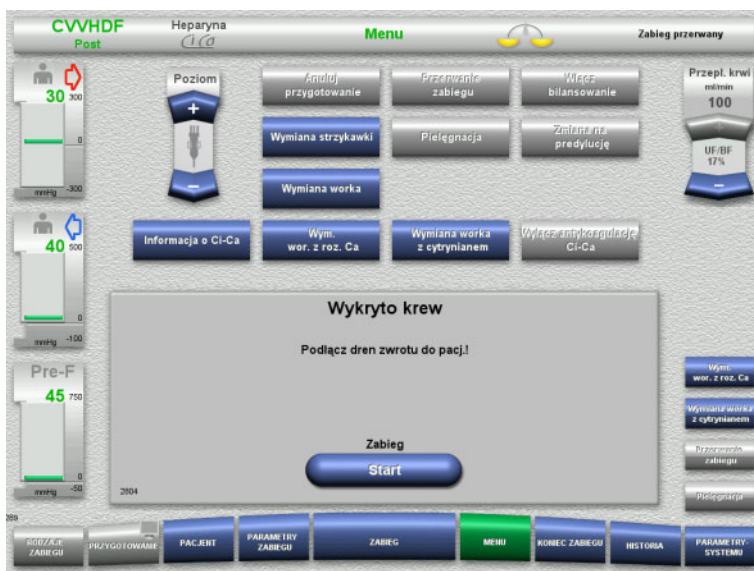 CVVHDF
Post
Heparyna
Ci Ca
Menu
Zabieg przerwany
30
300
0
-300
mmHg
Poziom
Anuluj
przygotowanie
Przerwanie
zabiegu
Włącz
bilansowanie
Przepł. krwi
ml/min
100
UF/BF
17%
Wymiana strzykawki
Pielęgnacja
Zmiana na
predylucję
Wymiana worka
40
500
0
-100
mmHg
Informacja o Ci-Ca
Wym.
wor. z roz. Ca
Wymiana worka
z cytrynianem
Wyłącz antykoagulację
Ci-Ca
Wykryto krew
Podłącz dren zwrotu do pacj.!
Zabieg
Start
2804
Pre-F
45
750
0
-50
mmHg
Wym.
wor. z roz. Ca
Wymiana worka
z cytrynianem
Przerwanie
zabiegu
Pielęgnacja
RODZAJE
ZABIEGU
PRZYGOTOWANIE
PACJENT
PARAMETRY
ZABIEGU
ZABIEG
MENU
KONIEC ZABIEGU
HISTORIA
PARAMETRY-
SYSTEMU